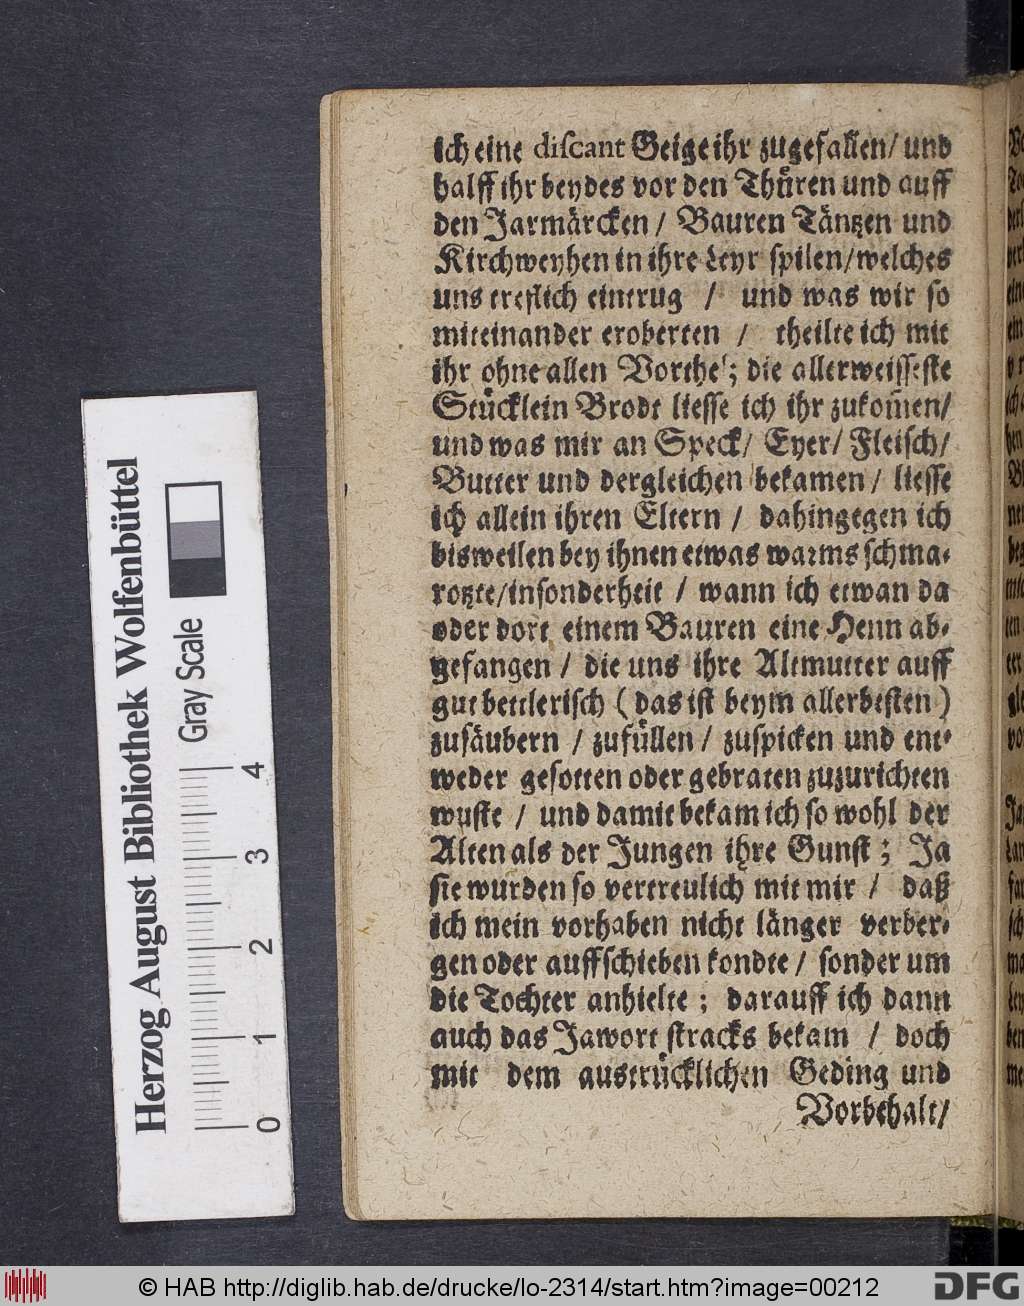 ich eine discant Geige ihr zugefallen/ und
halff ihr beydes vor den Thüren und auff
den Jarmärcken / Bauren Täntzen und
Kirchweyhen in ihre Leyr spilen/welches
uns treflich eintrug / und was wir so
miteinander eroberten / theilte ich mit
ihr ohne allen Vorthel; die allerweisseste
Stücklein Brodt liesse ich ihr zukom̃en/
und was mir an Speck/ Eyer/ Fleisch/
Butter und dergleichen bekamen / liesse
ich allein ihren Eltern / dahingegen ich
bisweilen bey ihnen etwas warms schma-
rotzte/insonderheit / wann ich etwan da
oder dort einem Bauren eine Henn ab-
gefangen / die uns ihre Altmutter auff
gut bettlerisch ( das ist beym allerbesten )
zusäubern / zufüllen / zuspicken und ent-
weder gesotten oder gebraten zuzurichten
wuste / und damit bekam ich so wohl der
Alten als der Jungen ihre Gunst ; Ja
sie wurden so vertreulich mit mir / daß
ich mein vorhaben nicht länger verber-
gen oder auffschieben kondte / sonder um
die Tochter anhielte ; darauff ich dann
auch das Jawort stracks bekam / doch
mit dem austrücklichen Geding und
Vorbehalt/
Herzog August Bibliothek Wolfenbüttel
Gray Scale
0 1 2 3 4
© HAB http://diglib.hab.de/drucke/lo-2314/start.htm?image=00212
DFG